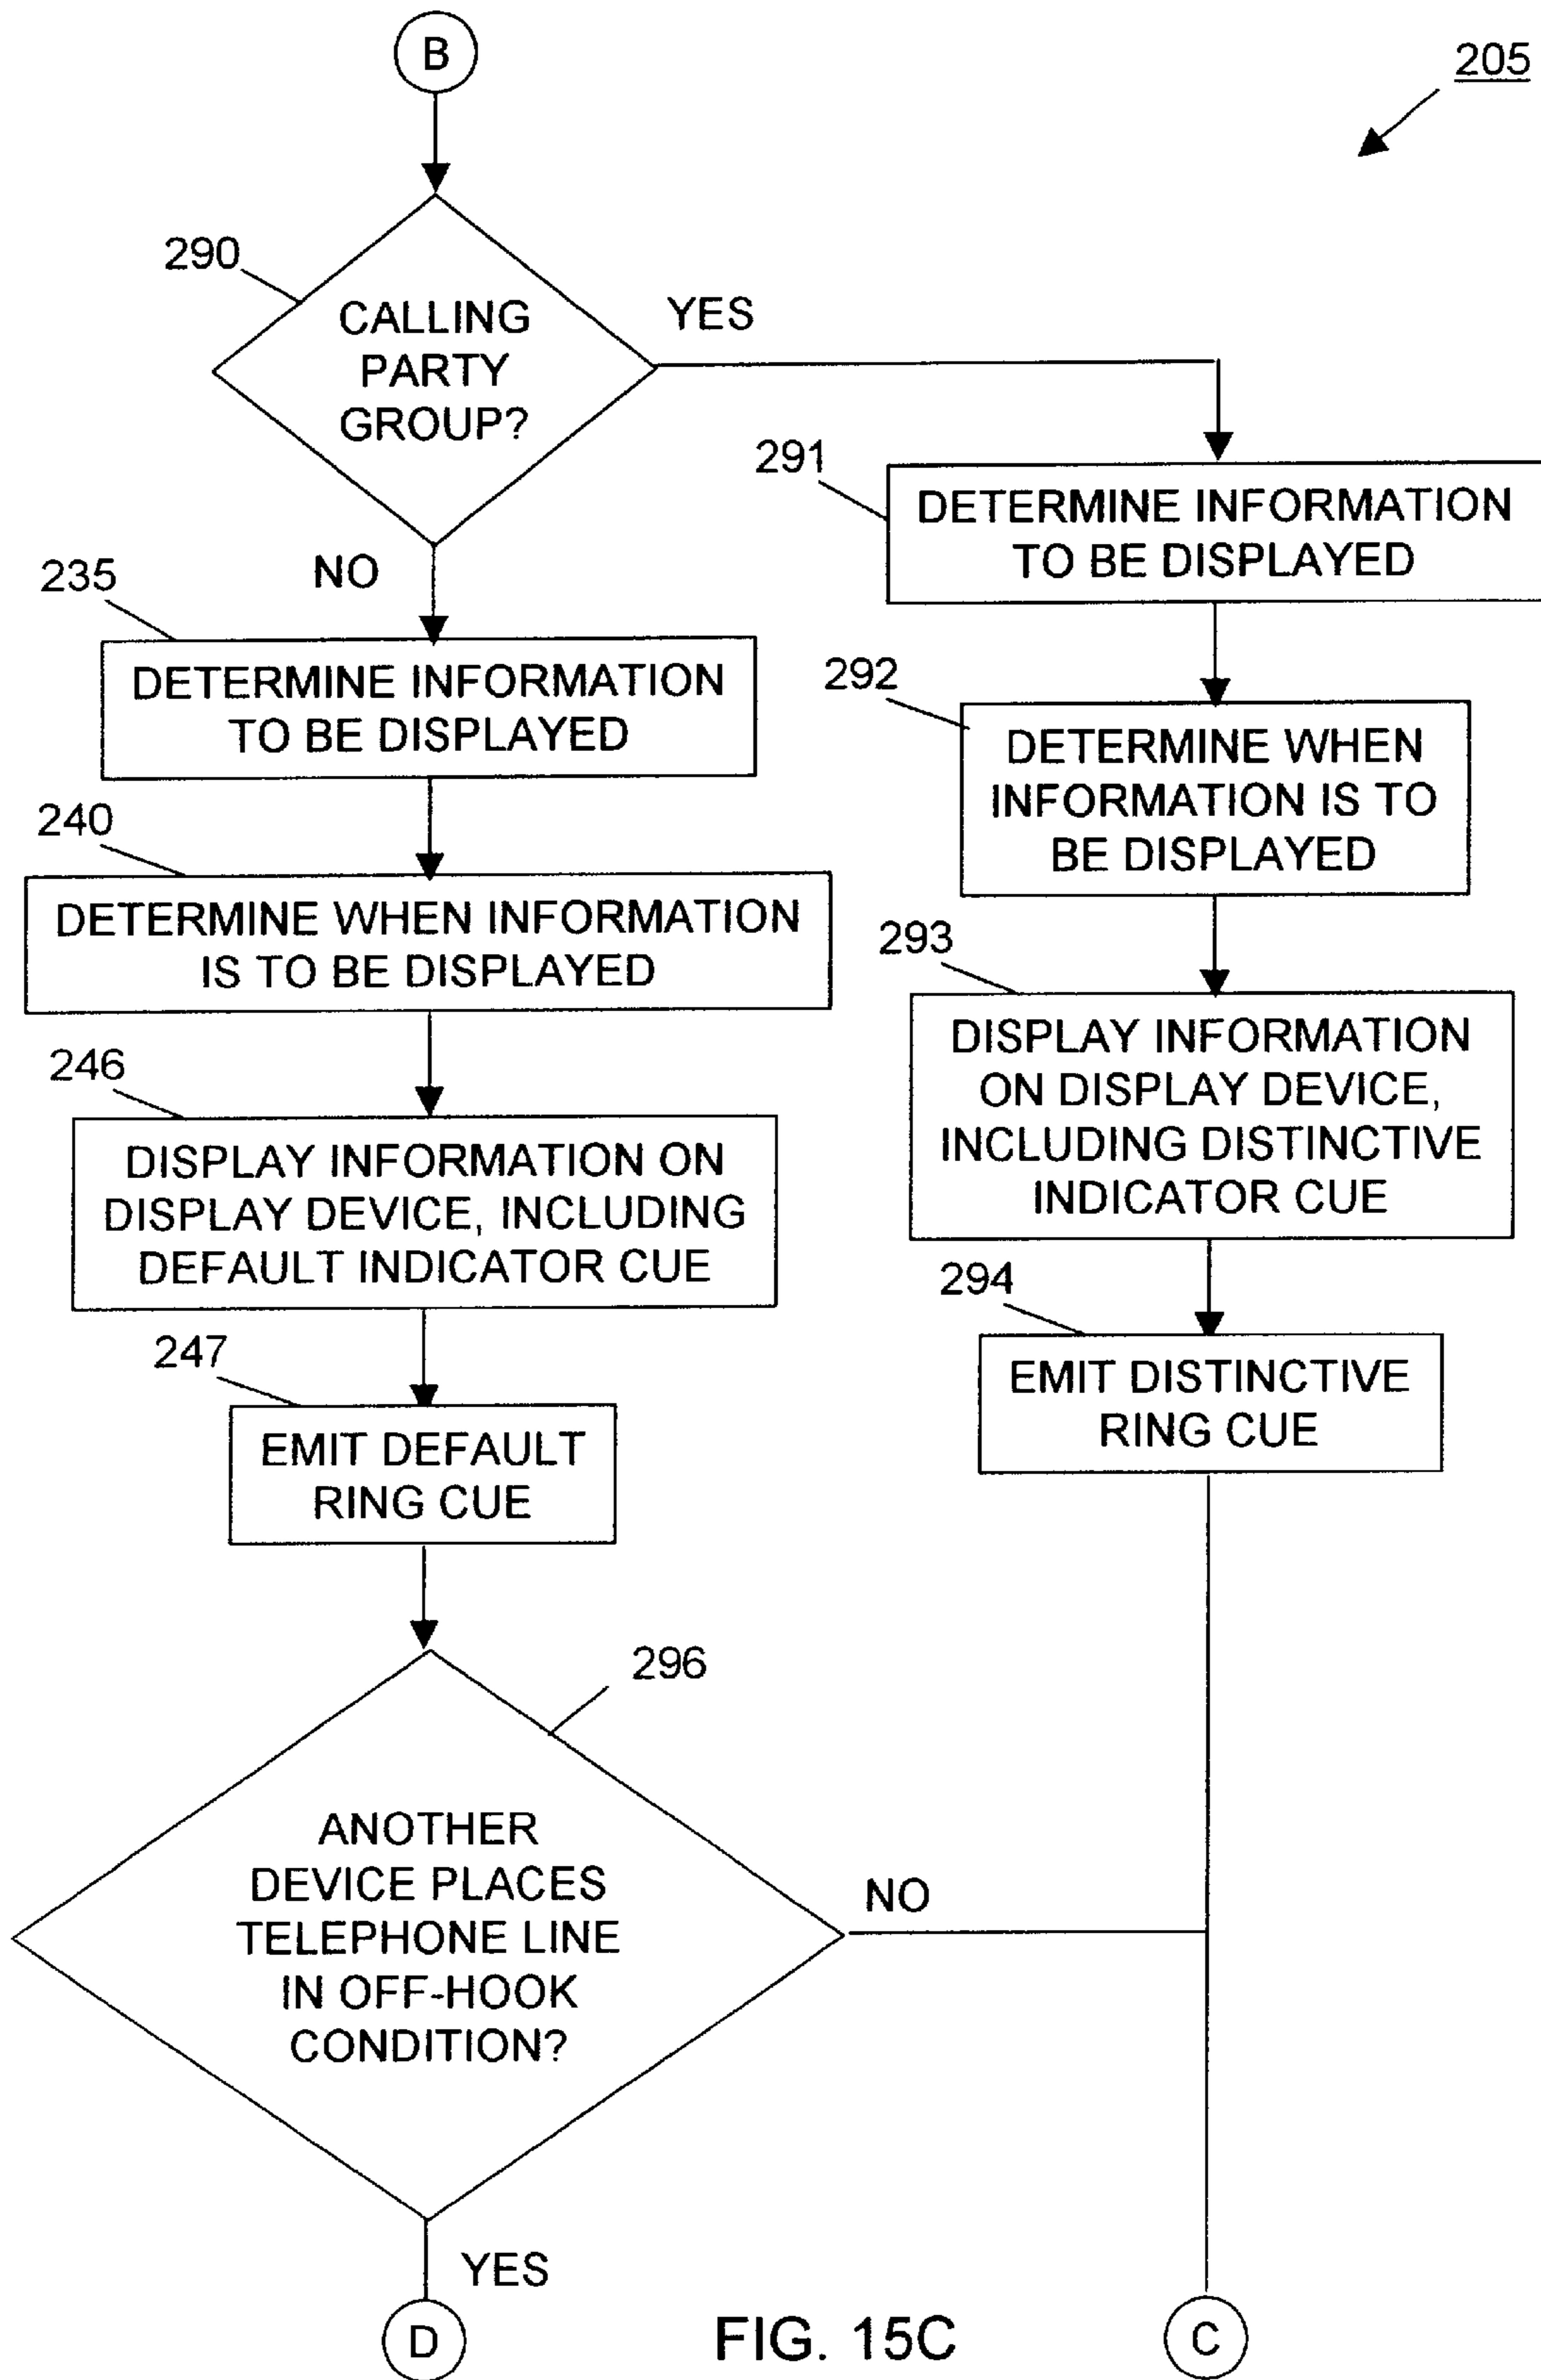 B
205
290
CALLING
PARTY
GROUP?
YES
NO
291
DETERMINE INFORMATION
TO BE DISPLAYED
235
DETERMINE INFORMATION
TO BE DISPLAYED
292
DETERMINE WHEN
INFORMATION IS TO
BE DISPLAYED
240
DETERMINE WHEN INFORMATION
IS TO BE DISPLAYED
293
DISPLAY INFORMATION
ON DISPLAY DEVICE,
INCLUDING DISTINCTIVE
INDICATOR CUE
246
DISPLAY INFORMATION ON
DISPLAY DEVICE, INCLUDING
DEFAULT INDICATOR CUE
294
EMIT DISTINCTIVE
RING CUE
247
EMIT DEFAULT
RING CUE
296
ANOTHER
DEVICE PLACES
TELEPHONE LINE
IN OFF-HOOK
CONDITION?
NO
YES
D
FIG. 15C
C